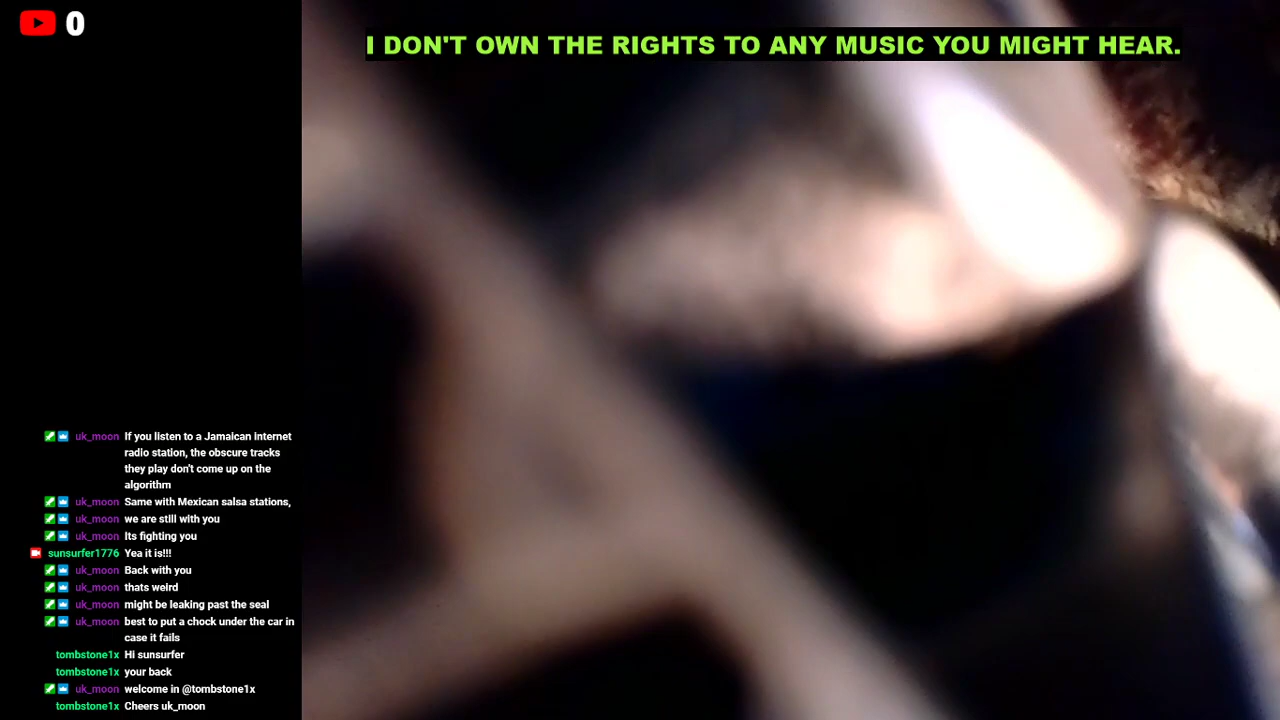 0
I DON'T OWN THE RIGHTS TO ANY MUSIC YOU MIGHT HEAR.
uk_moon If you listen to a Jamaican internet
radio station, the obscure tracks
they play don't come up on the
algorithm
uk_moon Same with Mexican salsa stations,
uk_moon we are still with you
uk_moon Its fighting you
sunsurfer1776 Yea it is!!!
uk_moon Back with you
uk_moon thats weird
uk_moon might be leaking past the seal
uk_moon best to put a chock under the car in
case it fails
tombstone1x Hi sunsurfer
tombstone1x your back
uk_moon welcome in @tombstone1x
tombstone1x Cheers uk_moon